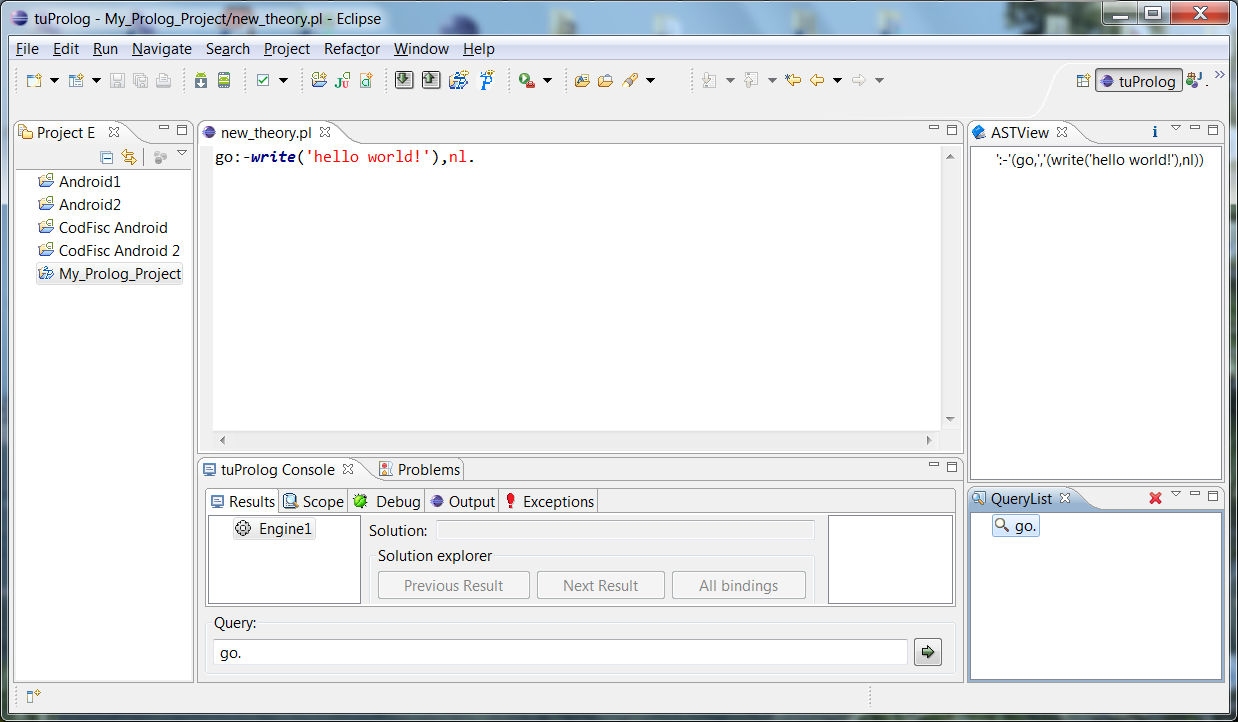 tuProlog - My_Prolog_Project/new_theory.pl - Eclipse
File Edit Run Navigate Search Project Refactor Window Help
tuProlog
Project E
Android1
Android2
CodFisc Android
CodFisc Android 2
My_Prolog_Project
new_theory.pl
go:-write('hello world!'),nl.
ASTView
':-'(go,','(write('hello world!'),nl))
tuProlog Console Problems
Results Scope Debug Output Exceptions
Engine1
Solution:
Solution explorer
Previous Result Next Result All bindings
Query:
go.
QueryList
go.